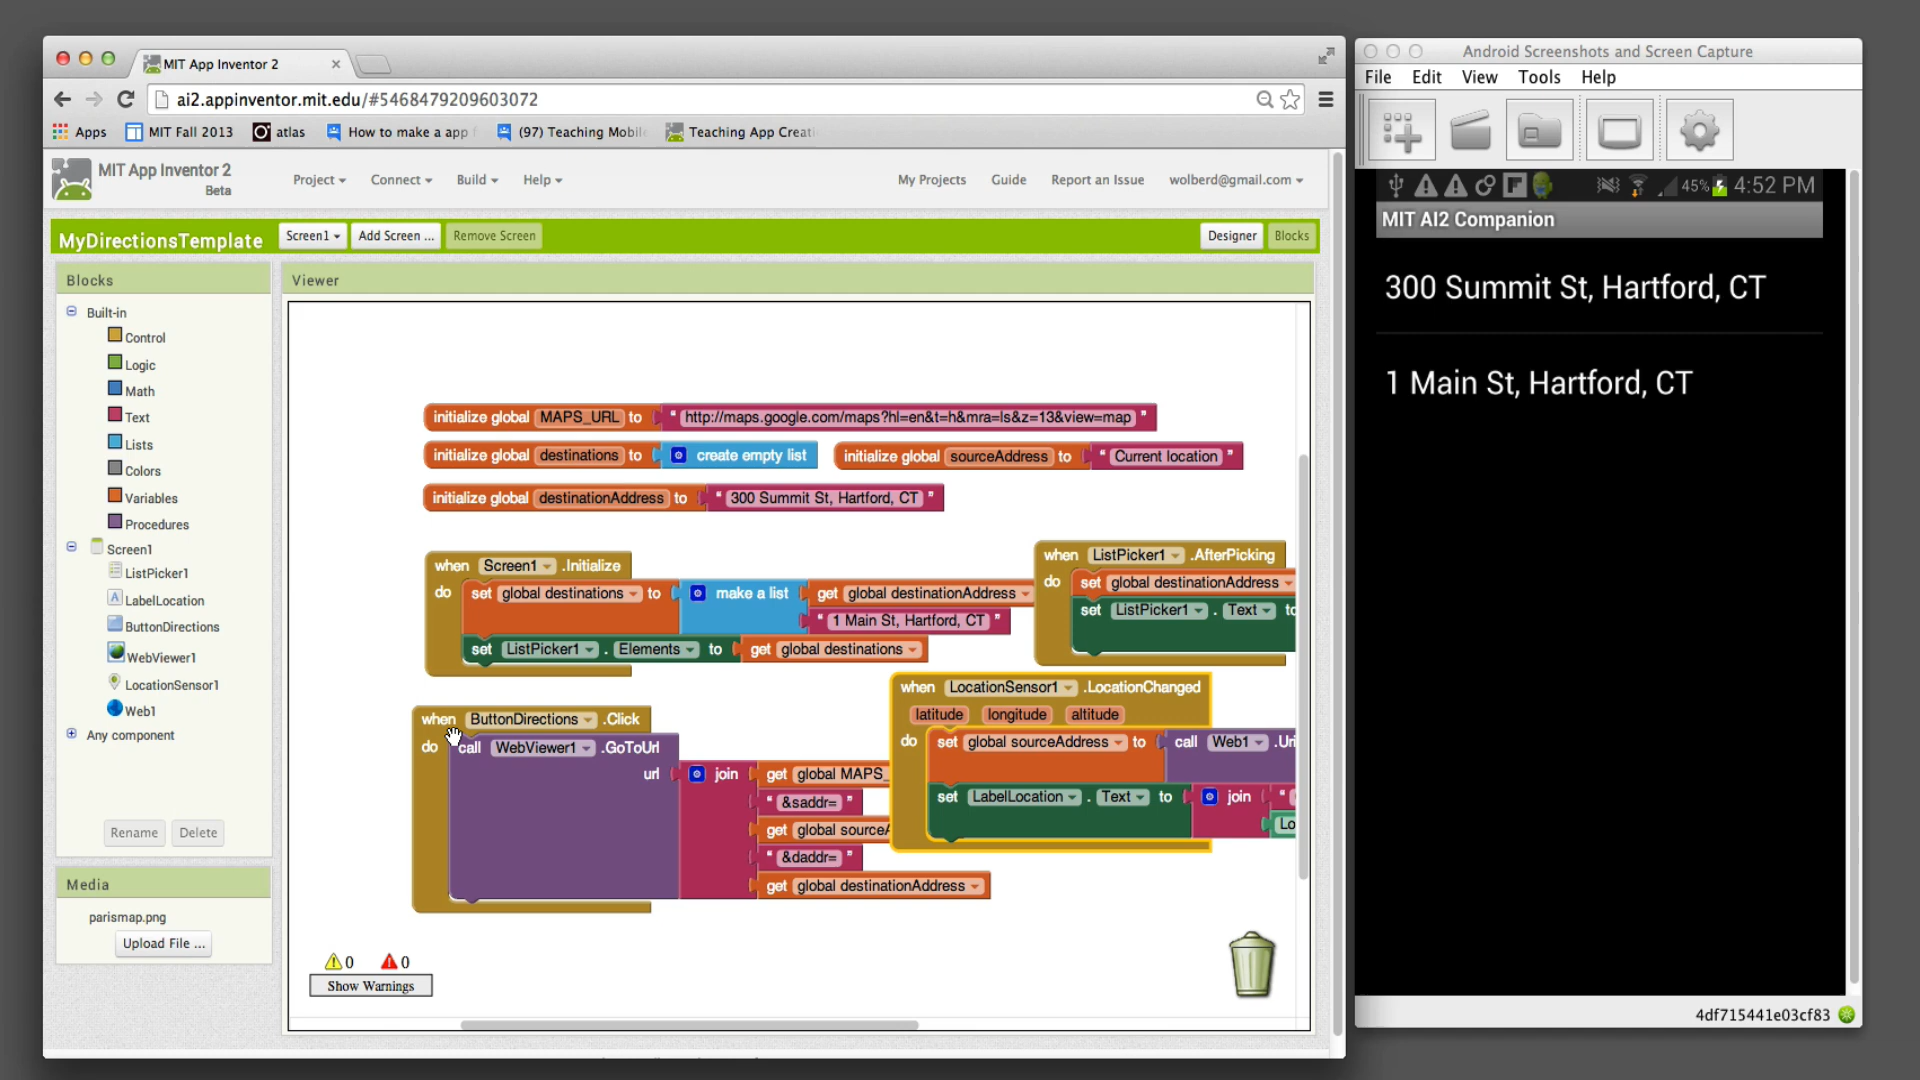 MIT App Inventor 2
ai2.appinventor.mit.edu/#5468479209603072
Apps MIT Fall 2013 atlas How to make a app (97) Teaching Mobile Teaching App Creati
MIT App Inventor 2
Beta
Project Connect Build Help
My Projects Guide Report an Issue wolberd@gmail.com
MyDirectionsTemplate Screen1 Add Screen ... Remove Screen Designer Blocks
Blocks
Built-in
Control
Logic
Math
Text
Lists
Colors
Variables
Procedures
Screen1
ListPicker1
LabelLocation
ButtonDirections
WebViewer1
LocationSensor1
Web1
Any component
Rename Delete
Media
parismap.png
Upload File ...
Viewer
initialize global MAPS_URL to " http://maps.google.com/maps?hl=en&t=h&mra=ls&z=13&view=map "
initialize global destinations to create empty list
initialize global sourceAddress to " Current location "
initialize global destinationAddress to " 300 Summit St, Hartford, CT "
when Screen1 .Initialize
do set global destinations to make a list get global destinationAddress
" 1 Main St, Hartford, CT "
set ListPicker1 . Elements to get global destinations
when ListPicker1 .AfterPicking
do set global destinationAddress
set ListPicker1 . Text to
when ButtonDirections .Click
do call WebViewer1 .GoToUrl
url join get global MAPS_
" &saddr= "
get global sourceA
" &daddr= "
get global destinationAddress
when LocationSensor1 .LocationChanged
latitude longitude altitude
do set global sourceAddress to call Web1 .Uri
set LabelLocation . Text to join "
Lo
0 0
Show Warnings
Android Screenshots and Screen Capture
File Edit View Tools Help
45% 4:52 PM
MIT AI2 Companion
300 Summit St, Hartford, CT
1 Main St, Hartford, CT
4df715441e03cf83